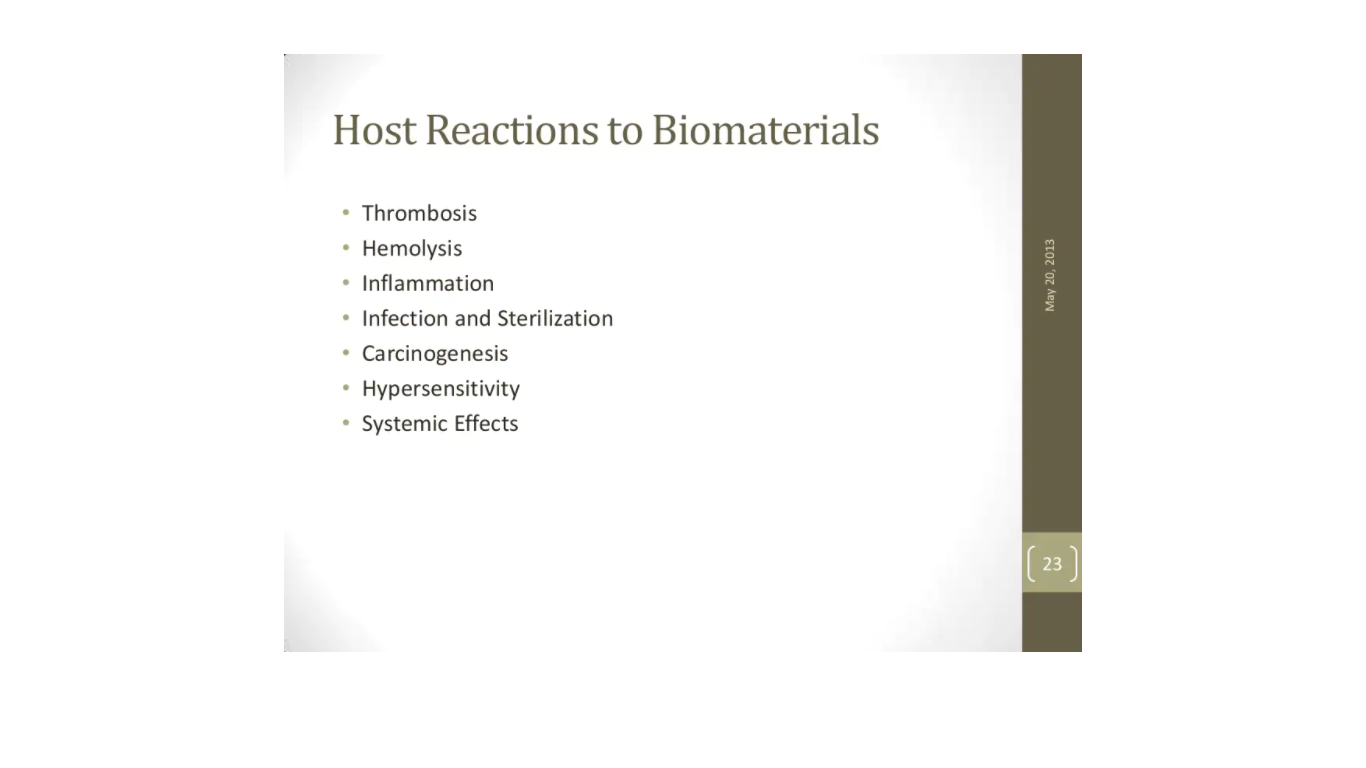 Host Reactions to Biomaterials
• Thrombosis
• Hemolysis
• Inflammation
• Infection and Sterilization
• Carcinogenesis
• Hypersensitivity
• Systemic Effects
May 20, 2013
23